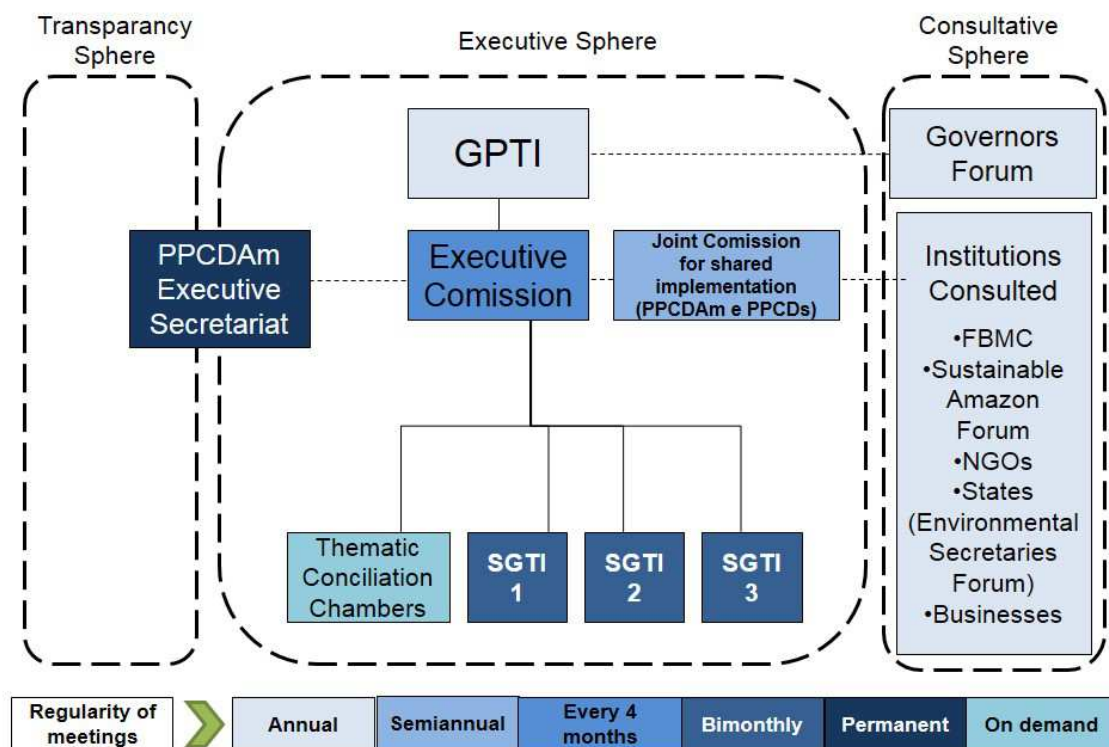 Transparancy
Sphere
Executive Sphere
Consultative
Sphere
GPTI
Governors
Forum
PPCDAm
Executive
Secretariat
Executive
Comission
Joint Comission
for shared
implementation
(PPCDAm e PPCDs)
Institutions
Consulted
•FBMC
•Sustainable
Amazon
Forum
•NGOs
•States
(Environmental
Secretaries
Forum)
•Businesses
Thematic
Conciliation
Chambers
SGTI
1
SGTI
2
SGTI
3
Regularity of
meetings
Annual
Semiannual
Every 4
months
Bimonthly
Permanent
On demand